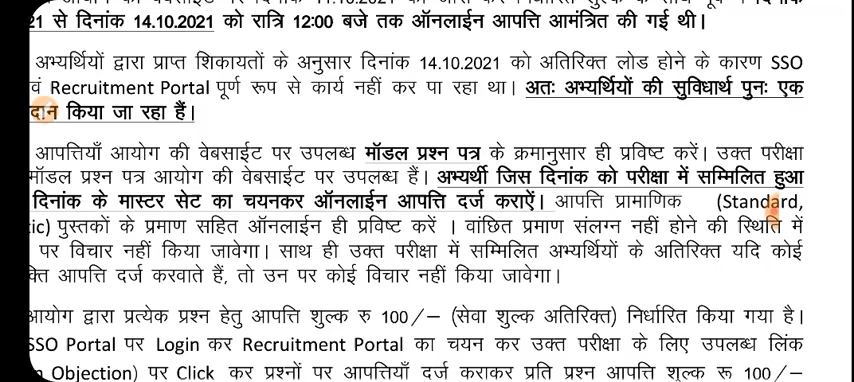 21 से दिनांक 14.10.2021 को रात्रि 12:00 बजे तक ऑनलाईन आपत्ति आमंत्रित की गई थी।
अभ्यर्थियों द्वारा प्राप्त शिकायतों के अनुसार दिनांक 14.10.2021 को अतिरिक्त लोड होने के कारण SSO
वं Recruitment Portal पूर्ण रूप से कार्य नहीं कर पा रहा था। अतः अभ्यर्थियों की सुविधार्थ पुनः एक
दान किया जा रहा हैं।
आपत्तियाँ आयोग की वेबसाईट पर उपलब्ध मॉडल प्रश्न पत्र के क्रमानुसार ही प्रविष्ट करें। उक्त परीक्षा
मॉडल प्रश्न पत्र आयोग की वेबसाईट पर उपलब्ध हैं। अभ्यर्थी जिस दिनांक को परीक्षा में सम्मिलित हुआ
दिनांक के मास्टर सेट का चयनकर ऑनलाईन आपत्ति दर्ज कराऐं। आपत्ति प्रामाणिक (Standard,
ic) पुस्तकों के प्रमाण सहित ऑनलाईन ही प्रविष्ट करें । वांछित प्रमाण संलग्न नहीं होने की स्थिति में
पर विचार नहीं किया जावेगा। साथ ही उक्त परीक्षा में सम्मिलित अभ्यर्थियों के अतिरिक्त यदि कोई
क्ति आपत्ति दर्ज करवाते हैं, तो उन पर कोई विचार नहीं किया जावेगा।
आयोग द्वारा प्रत्येक प्रश्न हेतु आपत्ति शुल्क रु 100/– (सेवा शुल्क अतिरिक्त) निर्धारित किया गया है।
SSO Portal पर Login कर Recruitment Portal का चयन कर उक्त परीक्षा के लिए उपलब्ध लिंक
n Objection) पर Click कर प्रश्नों पर आपत्तियाँ दर्ज कराकर प्रति प्रश्न आपत्ति शुल्क रू 100/–